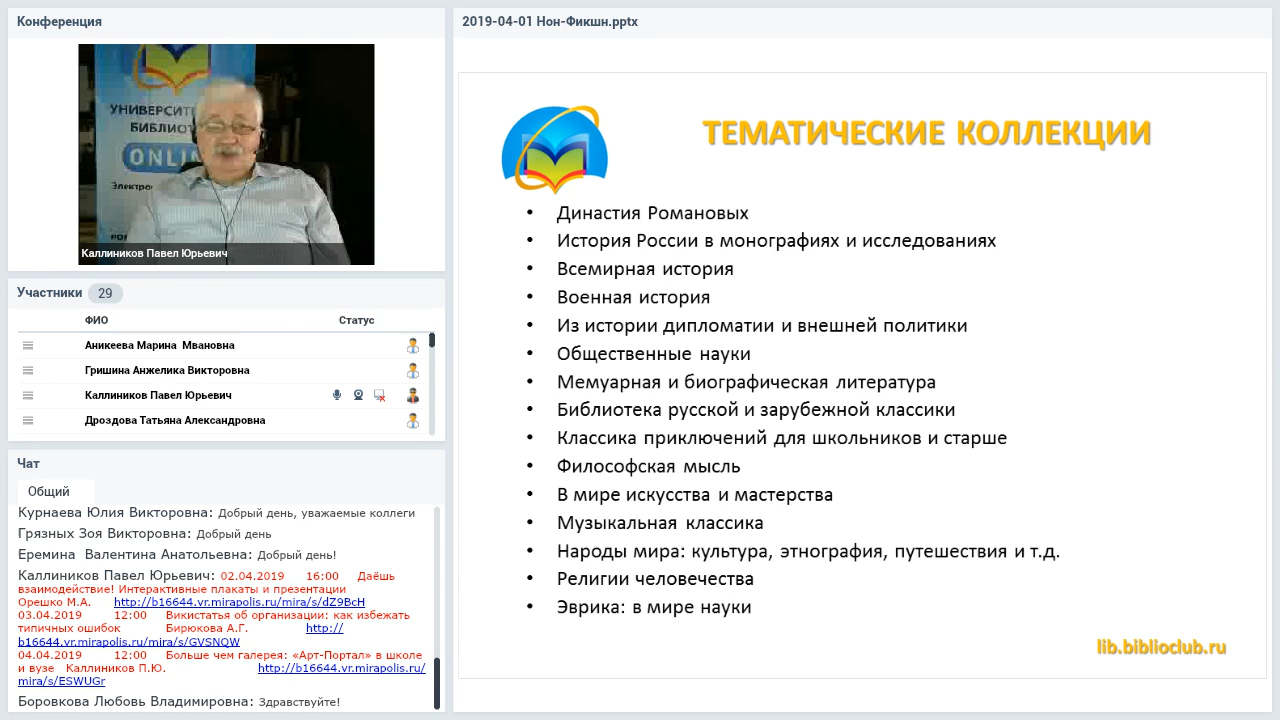 Конференция
УНИВЕРСИТ
БИБЛИОТ
ONLI
Электрон
Каллиников Павел Юрьевич
Участники 29
ФИО Статус
Аникеева Марина Мвановна
Гришина Анжелика Викторовна
Каллиников Павел Юрьевич
Дроздова Татьяна Александровна
Чат
Общий
Курнаева Юлия Викторовна: Добрый день, уважаемые коллеги
Грязных Зоя Викторовна: Добрый день
Еремина Валентина Анатольевна: Добрый день!
Каллиников Павел Юрьевич: 02.04.2019 16:00 Даёшь
взаимодействие! Интерактивные плакаты и презентации
Орешко М.А. http://b16644.vr.mirapolis.ru/mira/s/dZ9BcH
03.04.2019 12:00 Викистатья об организации: как избежать
типичных ошибок Бирюкова А.Г. http://
b16644.vr.mirapolis.ru/mira/s/GVSNQW
04.04.2019 12:00 Больше чем галерея: «Арт-Портал» в школе
и вузе Каллиников П.Ю. http://b16644.vr.mirapolis.ru/
mira/s/ESWUGr
Боровкова Любовь Владимировна: Здравствуйте!
2019-04-01 Нон-Фикшн.pptx
ТЕМАТИЧЕСКИЕ КОЛЛЕКЦИИ
• Династия Романовых
• История России в монографиях и исследованиях
• Всемирная история
• Военная история
• Из истории дипломатии и внешней политики
• Общественные науки
• Мемуарная и биографическая литература
• Библиотека русской и зарубежной классики
• Классика приключений для школьников и старше
• Философская мысль
• В мире искусства и мастерства
• Музыкальная классика
• Народы мира: культура, этнография, путешествия и т.д.
• Религии человечества
• Эврика: в мире науки
lib.biblioclub.ru